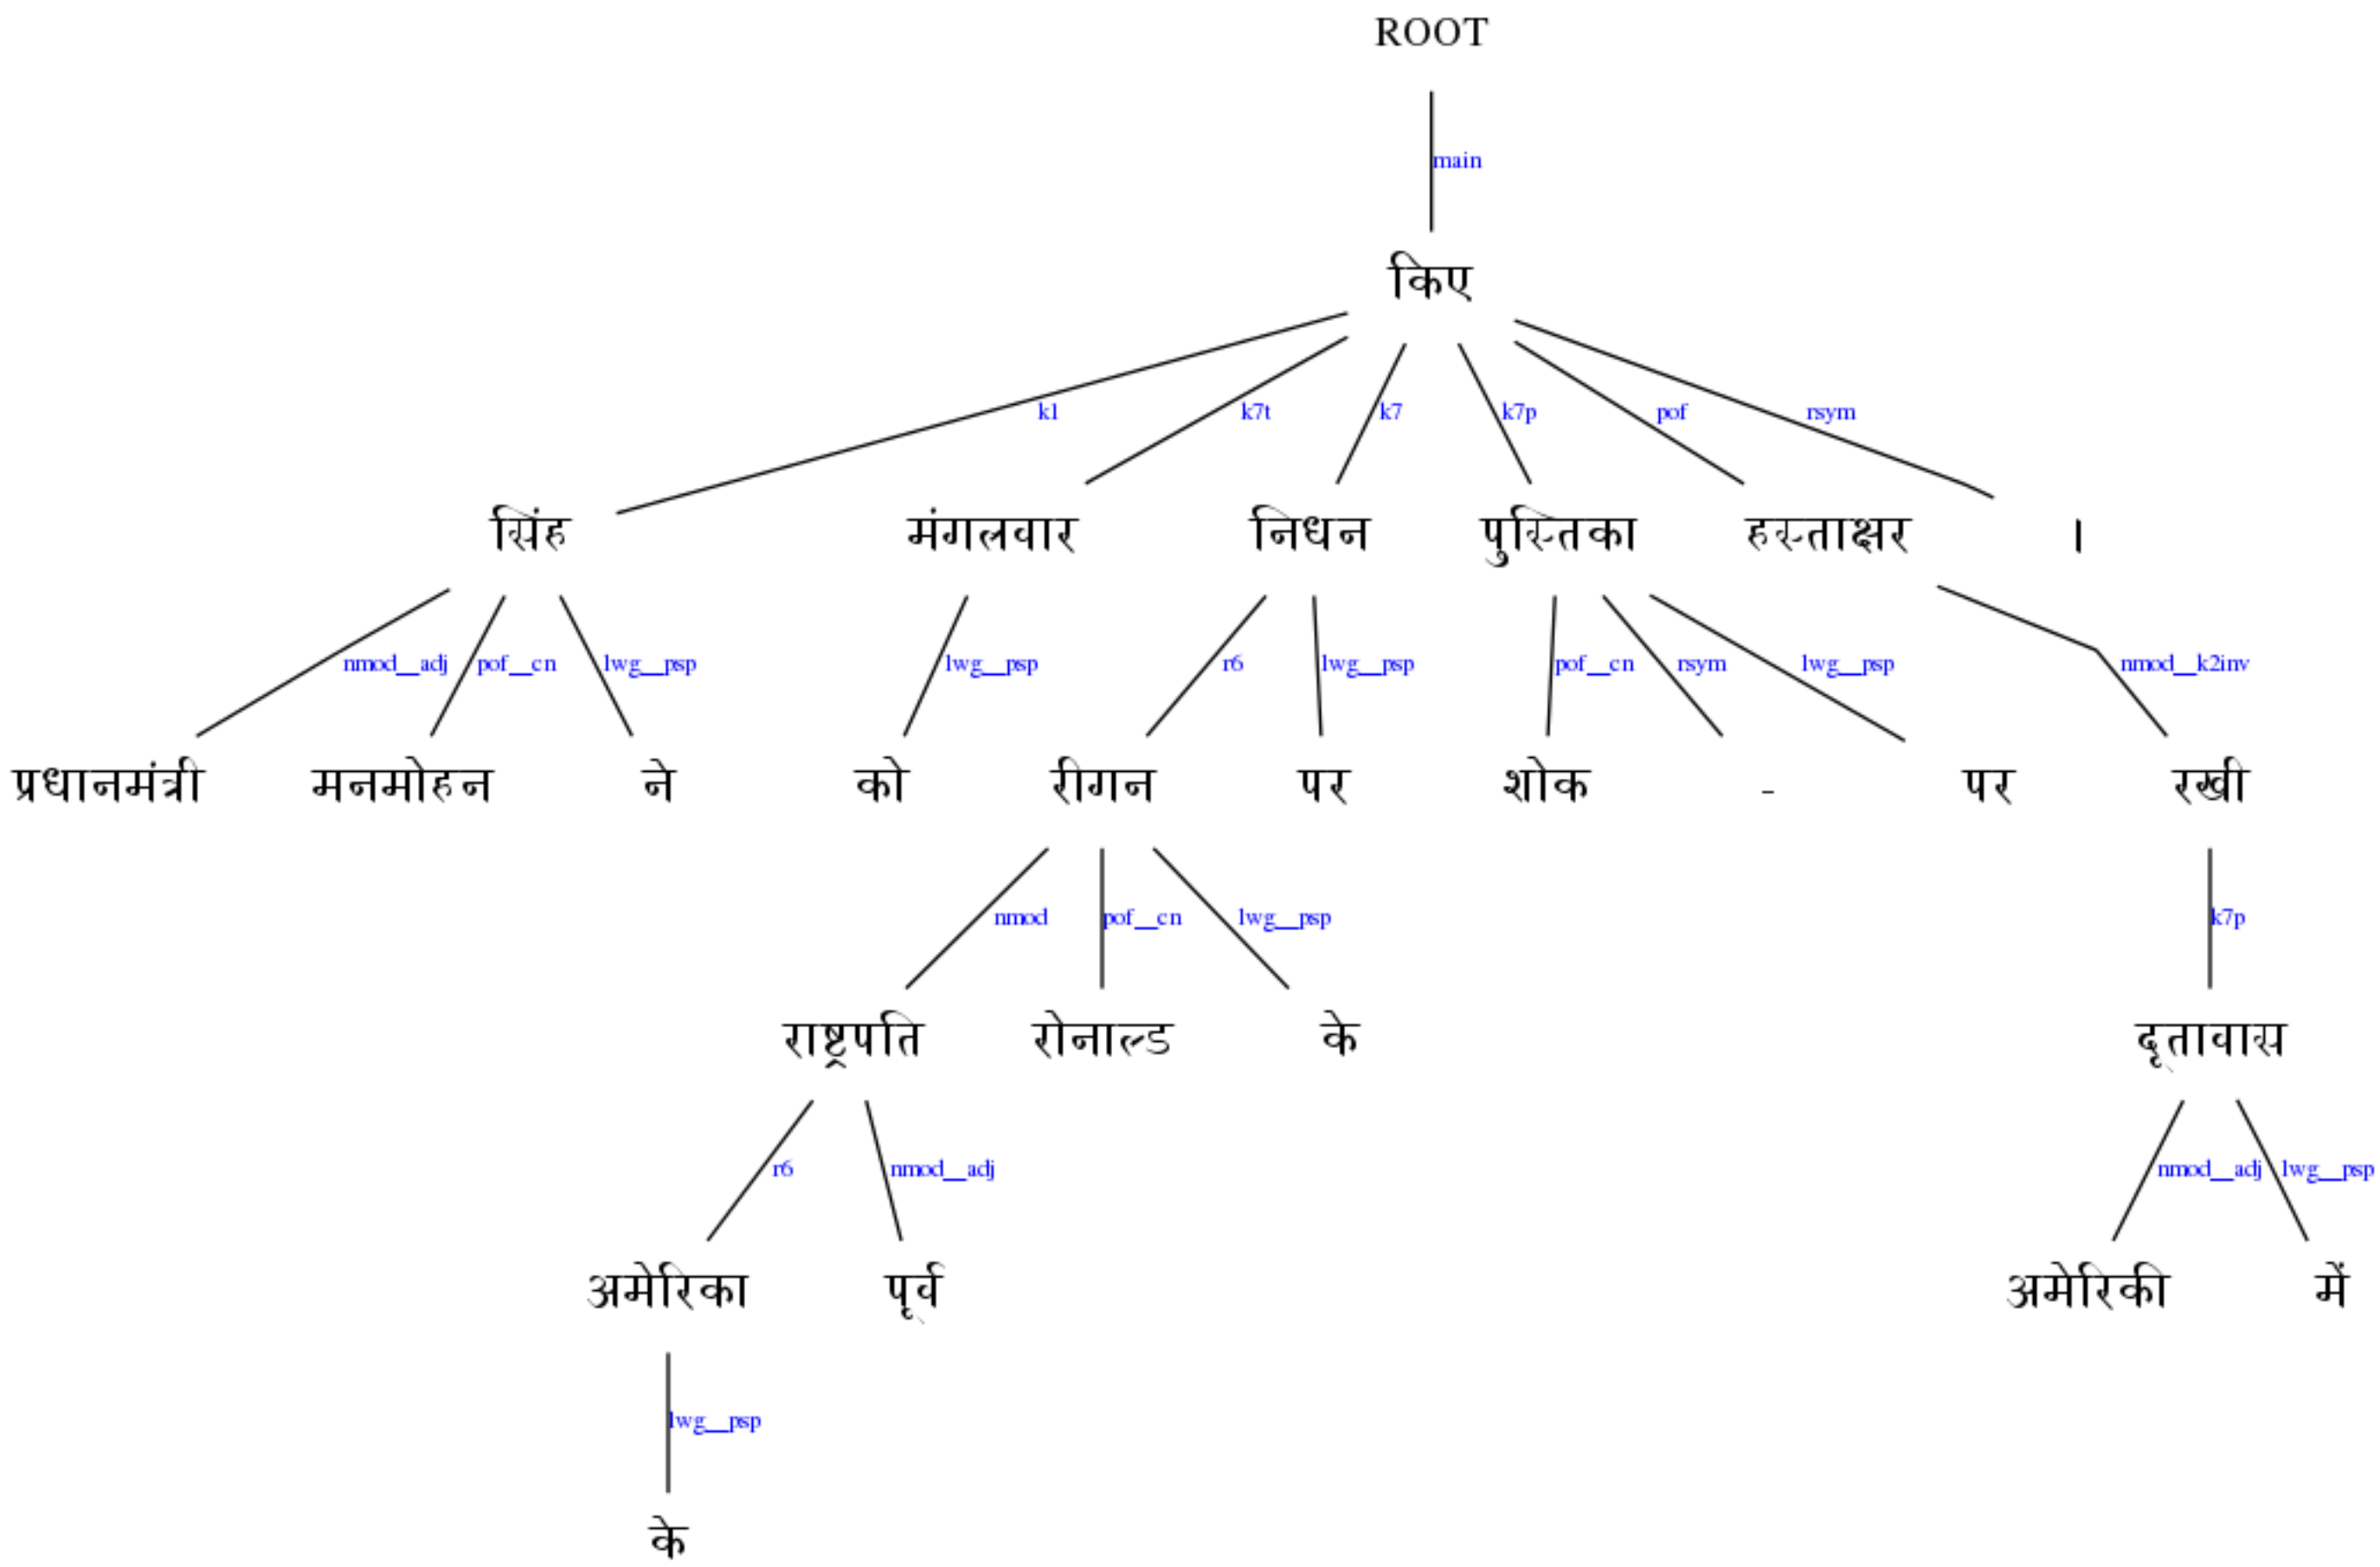 ROOT
main
किए
k1 k7t k7 k7p pof rsym
सिंह मंगलवार निधन पुस्तिका हस्ताक्षर ।
nmod__adj pof__cn lwg__psp lwg__psp r6 lwg__psp pof__cn rsym lwg__psp nmod__k2inv
प्रधानमंत्री मनमोहन ने को रीगन पर शोक - पर रखी
nmod pof__cn lwg__psp k7p
राष्ट्रपति रोनाल्ड के दूतावास
r6 nmod__adj nmod__adj lwg__psp
अमेरिका पूर्व अमेरिकी में
lwg__psp
के